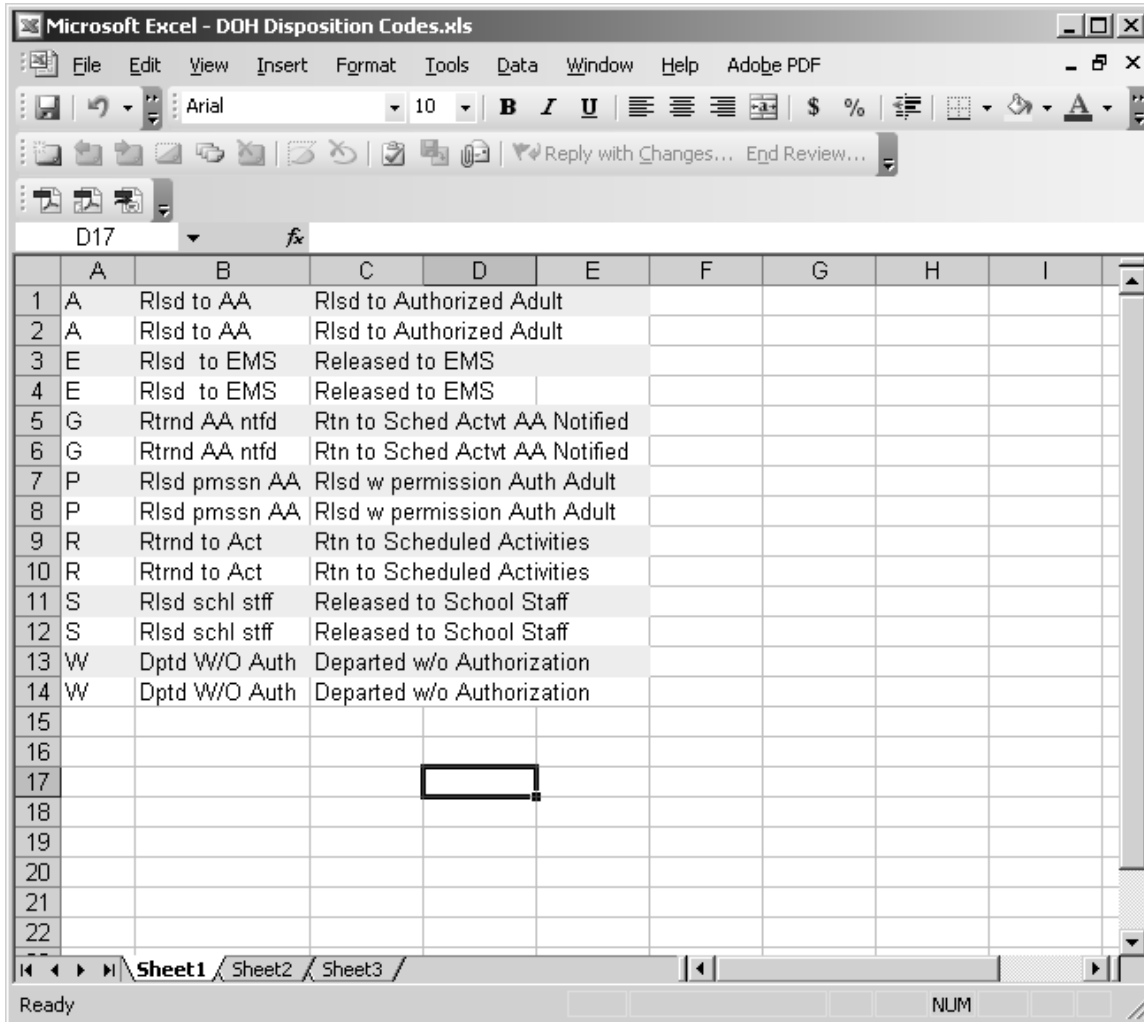 Microsoft Excel - DOH Disposition Codes.xls
File Edit View Insert Format Tools Data Window Help Adobe PDF
Arial 10 B I U $ % A
Reply with Changes... End Review...
D17 fx
A B C D E F G H I
1 A Rlsd to AA Rlsd to Authorized Adult
2 A Rlsd to AA Rlsd to Authorized Adult
3 E Rlsd  to EMS Released to EMS
4 E Rlsd  to EMS Released to EMS
5 G Rtrnd AA ntfd Rtn to Sched Actvt AA Notified
6 G Rtrnd AA ntfd Rtn to Sched Actvt AA Notified
7 P Rlsd pmssn AA Rlsd w permission Auth Adult
8 P Rlsd pmssn AA Rlsd w permission Auth Adult
9 R Rtrnd to Act Rtn to Scheduled Activities
10 R Rtrnd to Act Rtn to Scheduled Activities
11 S Rlsd schl stff Released to School Staff
12 S Rlsd schl stff Released to School Staff
13 W Dptd W/O Auth Departed w/o Authorization
14 W Dptd W/O Auth Departed w/o Authorization
15
16
17
18
19
20
21
22
Sheet1 Sheet2 Sheet3
Ready NUM